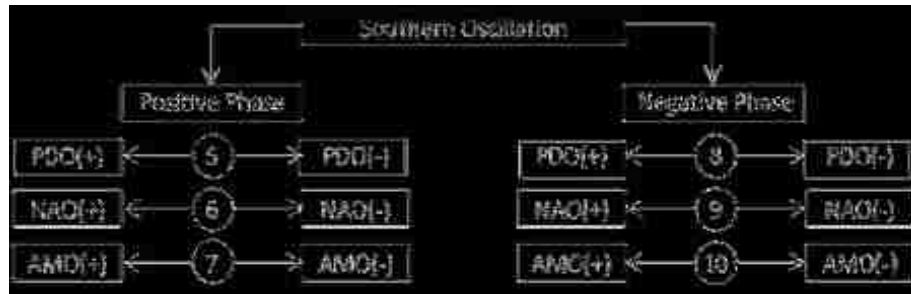 Southern Oscillation
Positive Phase Negative Phase
PDO(+) 5 PDO(-) PDO(+) 8 PDO(-)
NAO(+) 6 NAO(-) NAO(+) 9 NAO(-)
AMO(+) 7 AMO(-) AMO(+) 10 AMO(-)